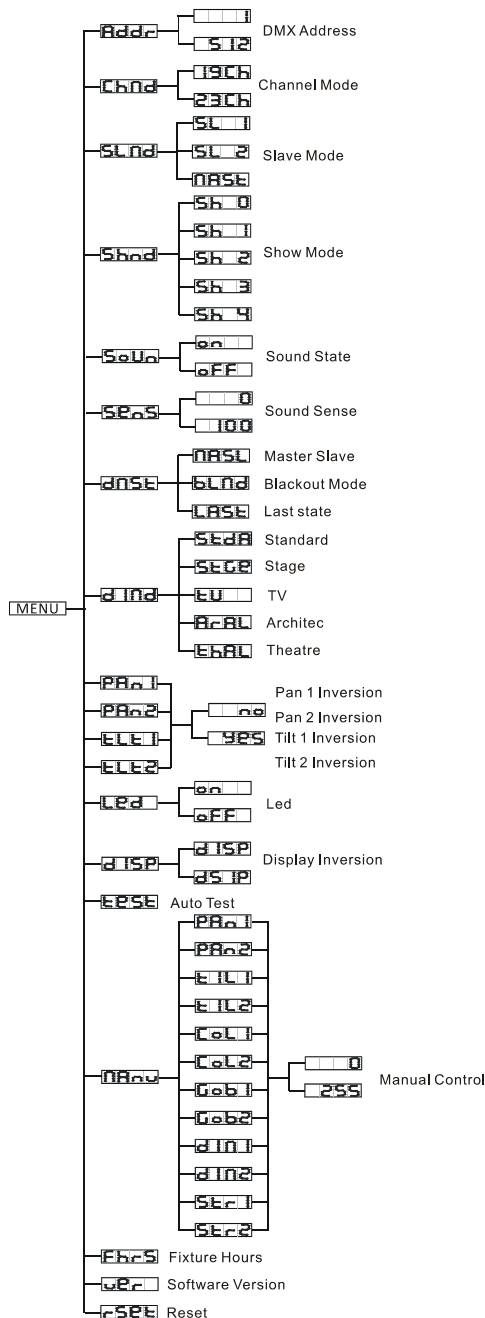 1
Addr
DMX Address
512
19Ch
ChNd
Channel Mode
23Ch
SL 1
SLNd
SL 2
Slave Mode
NASt
Sh 0
Sh 1
Shnd
Sh 2
Show Mode
Sh 3
Sh 4
on
SoUn
Sound State
oFF
0
SenS
Sound Sense
100
NASL
Master Slave
dNSt
bLNd
Blackout Mode
LASt
Last state
StdA
Standard
StGe
Stage
MENU
dINd
tU
TV
ArAL
Architec
thAL
Theatre
PAn1
Pan 1 Inversion
PAn2
no
Pan 2 Inversion
tLt1
yeS
Tilt 1 Inversion
tLt2
Tilt 2 Inversion
on
Led
Led
oFF
dISP
dISP
Display Inversion
dSIP
teSt
Auto Test
PAn1
PAn2
tIL1
tIL2
CoL1
CoL2
0
NAnu
Manual Control
Gob1
255
Gob2
dIN1
dIN2
Str1
Str2
FhrS
Fixture Hours
ver
Software Version
rSet
Reset